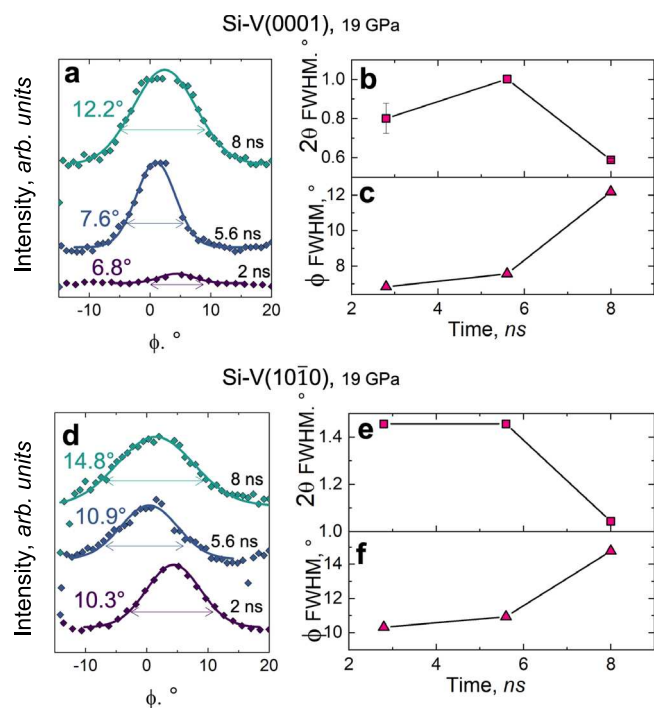 Si-V(0001), 19 GPa
a
12.2°
8 ns
7.6°
5.6 ns
6.8°
2 ns
Intensity, arb. units
-10 0 10 20
ϕ. °
b
2θ FWHM. °
1.0
0.8
0.6
c
ϕ FWHM, °
12
10
8
2 4 6 8
Time, ns
Si-V(101̄0), 19 GPa
d
14.8°
8 ns
10.9°
5.6 ns
10.3°
2 ns
Intensity, arb. units
-10 0 10 20
ϕ. °
e
2θ FWHM. °
1.4
1.2
1.0
f
ϕ FWHM, °
14
12
10
2 4 6 8
Time, ns